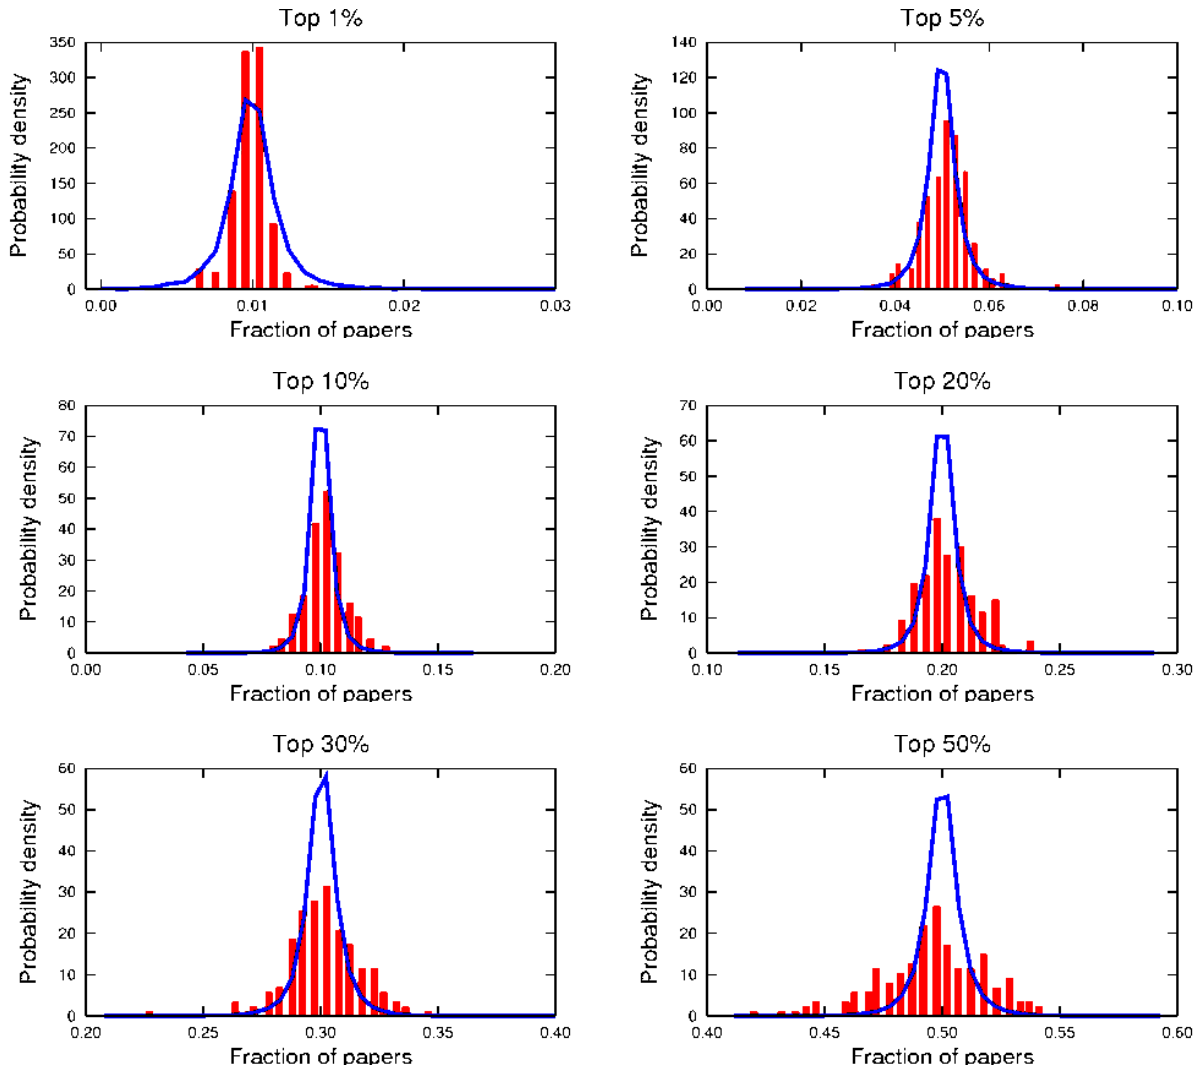 Top 1%
Probability density
350
300
250
200
150
100
50
0
0.00 0.01 0.02 0.03
Fraction of papers
Top 5%
Probability density
140
120
100
80
60
40
20
0
0.00 0.02 0.04 0.06 0.08 0.10
Fraction of papers
Top 10%
Probability density
80
70
60
50
40
30
20
10
0
0.00 0.05 0.10 0.15 0.20
Fraction of papers
Top 20%
Probability density
70
60
50
40
30
20
10
0
0.10 0.15 0.20 0.25 0.30
Fraction of papers
Top 30%
Probability density
60
50
40
30
20
10
0
0.20 0.25 0.30 0.35 0.40
Fraction of papers
Top 50%
Probability density
60
50
40
30
20
10
0
0.40 0.45 0.50 0.55 0.60
Fraction of papers